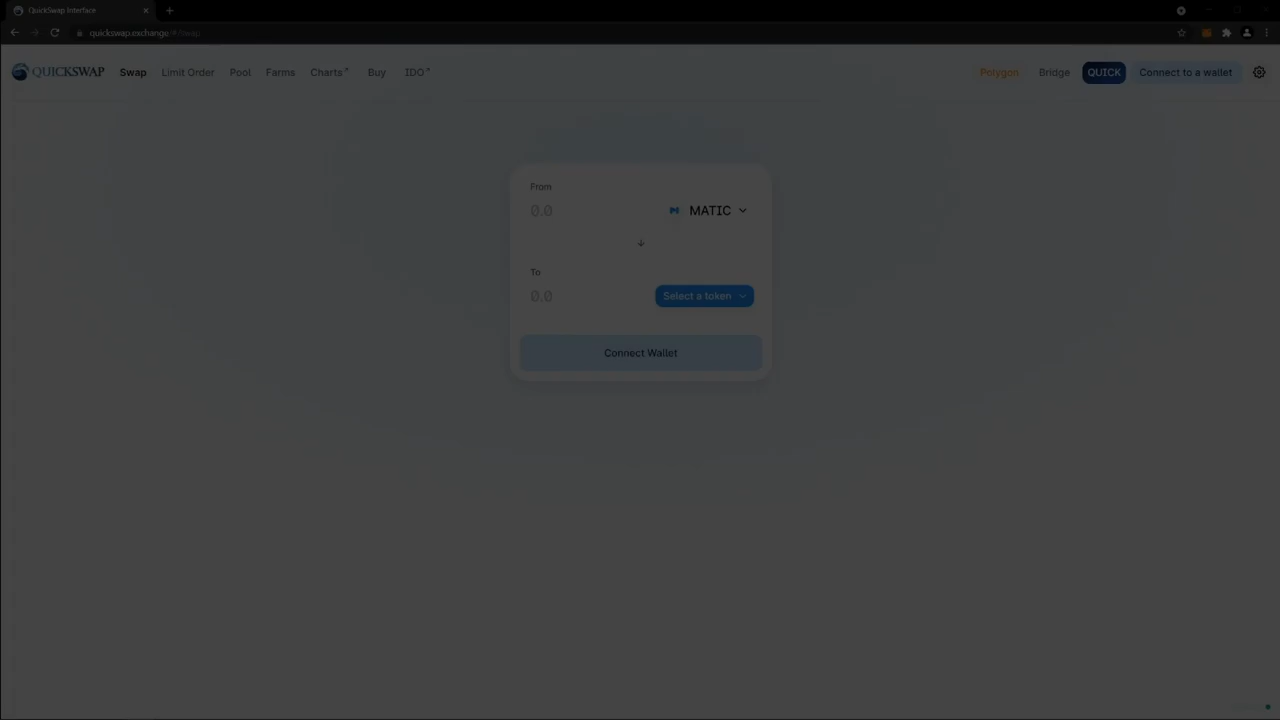 QuickSwap Interface
quickswap.exchange/#/swap
QUICKSWAP Swap Limit Order Pool Farms Charts↗ Buy IDO↗ Polygon Bridge QUICK Connect to a wallet
From
0.0 MATIC
To
0.0 Select a token
Connect Wallet